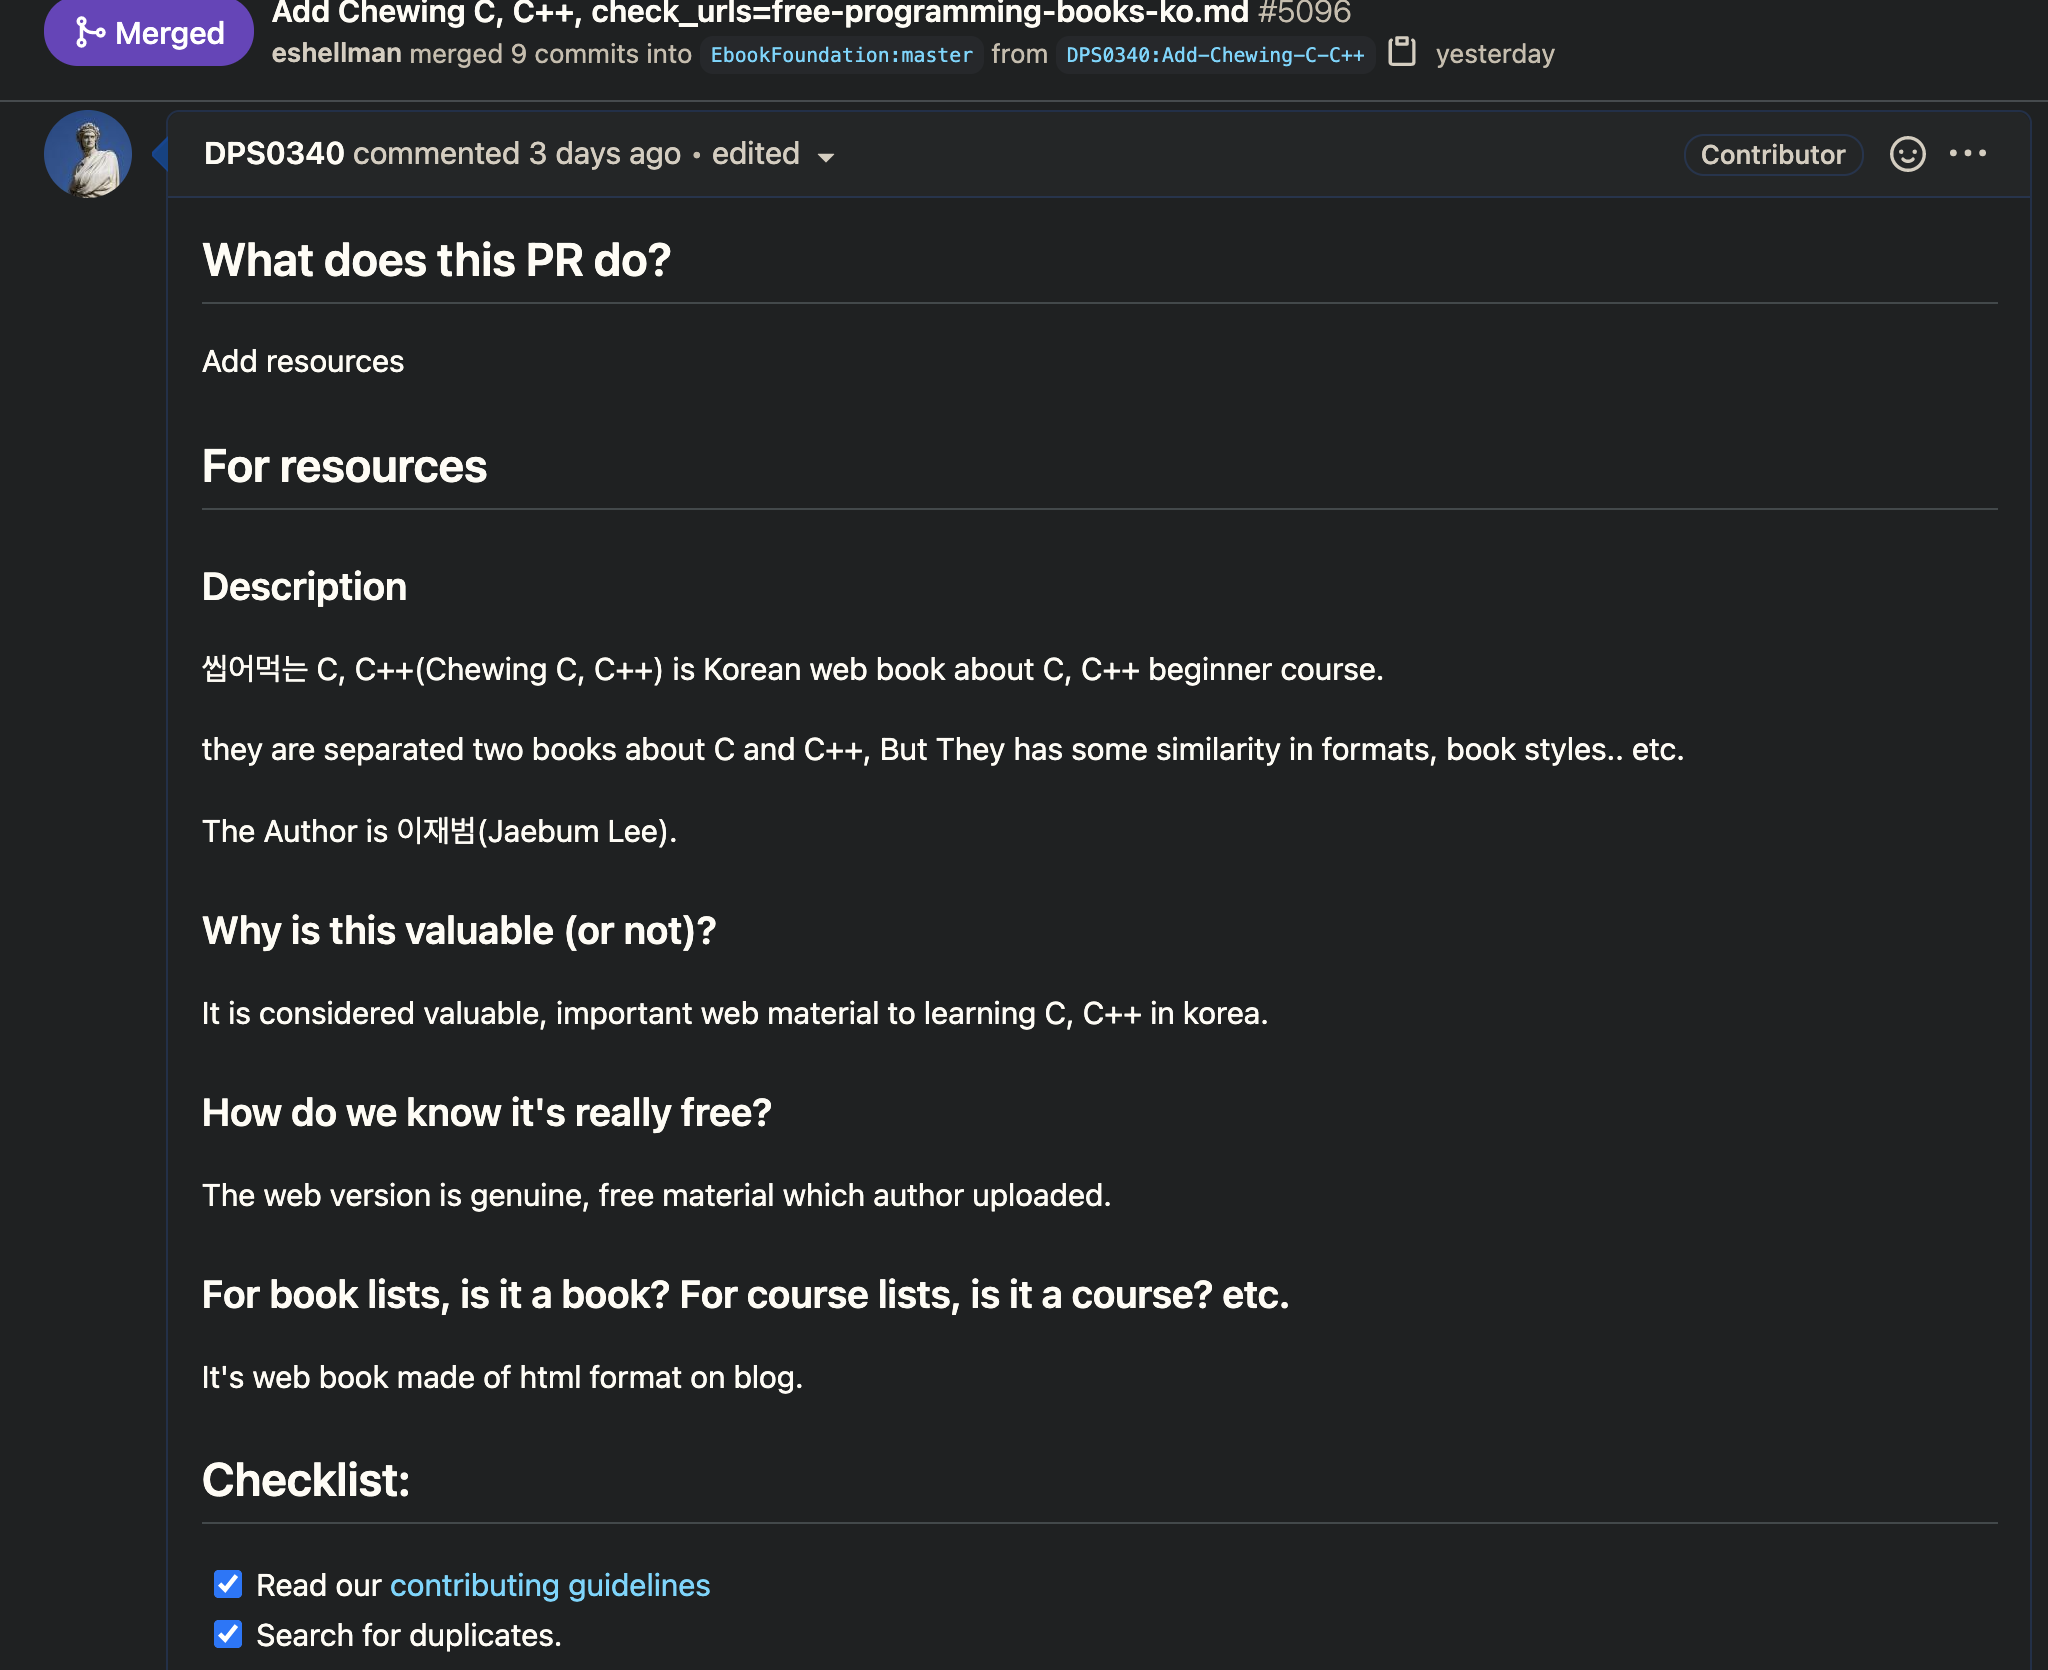 Add Chewing C, C++, check_urls=free-programming-books-ko.md #5096
Merged
eshellman merged 9 commits into EbookFoundation:master from DPS0340:Add-Chewing-C-C++ yesterday
DPS0340 commented 3 days ago • edited
Contributor
What does this PR do?
Add resources
For resources
Description
씹어먹는 C, C++(Chewing C, C++) is Korean web book about C, C++ beginner course.
they are separated two books about C and C++, But They has some similarity in formats, book styles.. etc.
The Author is 이재범(Jaebum Lee).
Why is this valuable (or not)?
It is considered valuable, important web material to learning C, C++ in korea.
How do we know it's really free?
The web version is genuine, free material which author uploaded.
For book lists, is it a book? For course lists, is it a course? etc.
It's web book made of html format on blog.
Checklist:
Read our contributing guidelines
Search for duplicates.